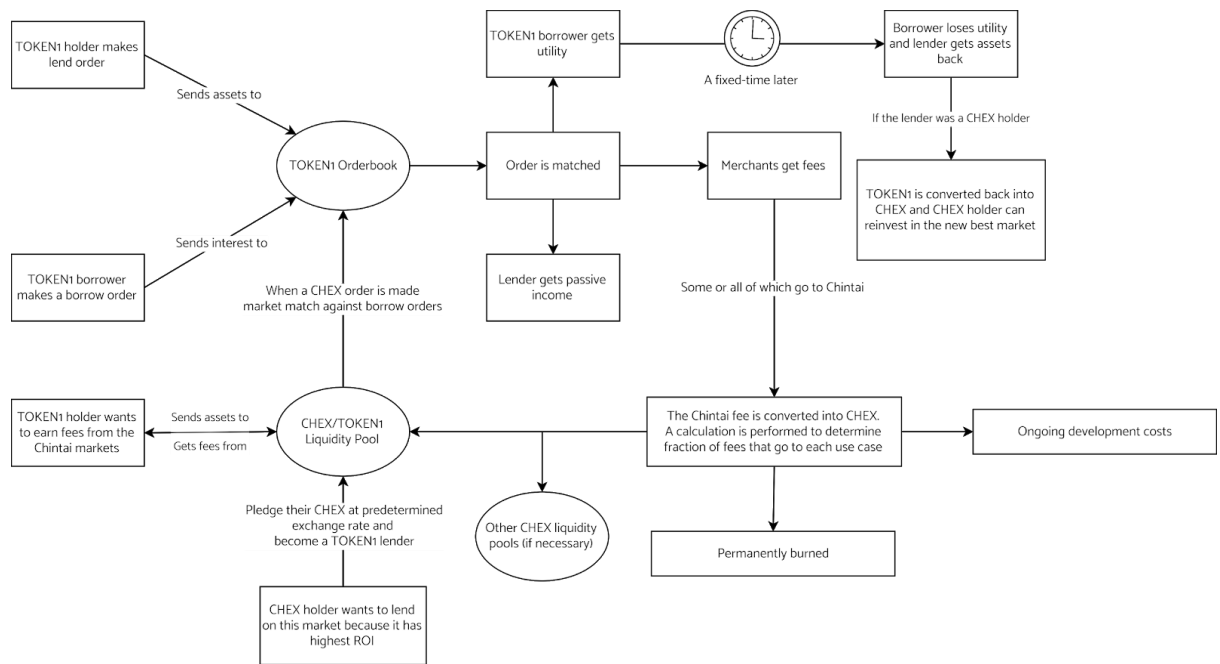 TOKEN1 holder makes
lend order
Sends assets to
TOKEN1 borrower gets
utility
A fixed-time later
Borrower loses utility
and lender gets assets
back
If the lender was a CHEX holder
TOKEN1 Orderbook
Order is matched
Merchants get fees
TOKEN1 is converted back into
CHEX and CHEX holder can
reinvest in the new best market
Sends interest to
TOKEN1 borrower
makes a borrow order
When a CHEX order is made
market match against borrow orders
Lender gets passive
income
Some or all of which go to Chintai
TOKEN1 holder wants
to earn fees from the
Chintai markets
Sends assets to
Gets fees from
CHEX/TOKEN1
Liquidity Pool
The Chintai fee is converted into CHEX.
A calculation is performed to determine
fraction of fees that go to each use case
Ongoing development costs
Pledge their CHEX at predetermined
exchange rate and
become a TOKEN1 lender
Other CHEX liquidity
pools (if necessary)
Permanently burned
CHEX holder wants to lend
on this market because it has
highest ROI